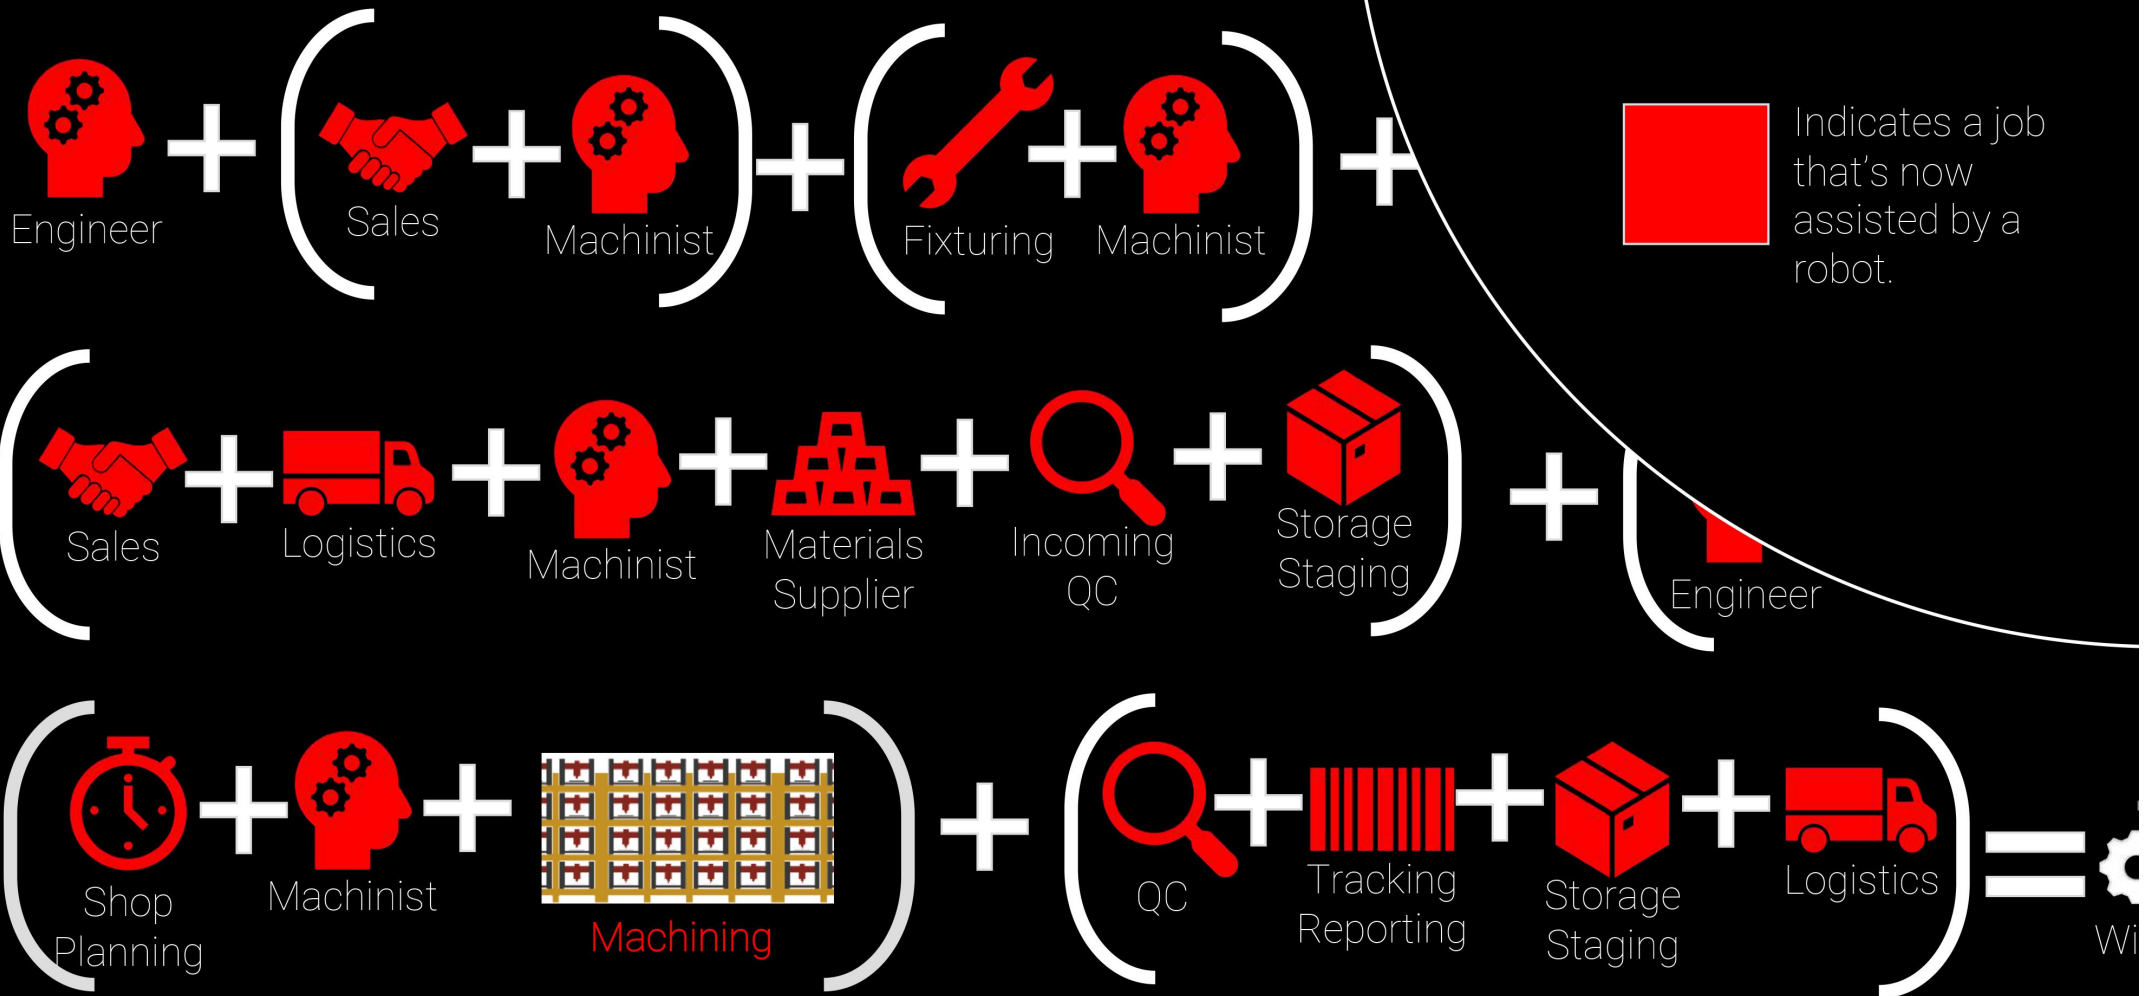 Engineer
Sales
Machinist
Fixturing
Machinist
Indicates a job
that's now
assisted by a
robot.
Sales
Logistics
Machinist
Materials
Supplier
Incoming
QC
Storage
Staging
Engineer
Shop
Planning
Machinist
Machining
QC
Tracking
Reporting
Storage
Staging
Logistics